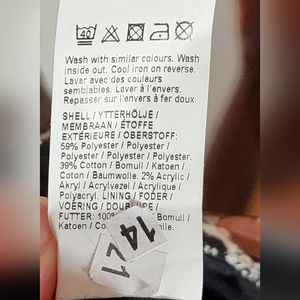 40
Wash with similar colours. Wash
inside out. Cool iron on reverse.
Laver avec des couleurs
semblables. Laver à l'envers.
Repasser sur l'envers à fer doux.
SHELL / YTTERHÖLJE /
MEMBRAAN / ÉTOFFE
EXTÉRIEURE / OBERSTOFF:
59% Polyester / Polyester /
Polyester / Polyester / Polyester.
39% Cotton / Bomull / Katoen /
Coton / Baumwolle. 2% Acrylic /
Akryl / Acrylvezel / Acrylique /
Polyacryl. LINING / FODER /
VOERING / DOUBLURE /
FUTTER: 100% Bomull /
Katoen / Co
14 L1